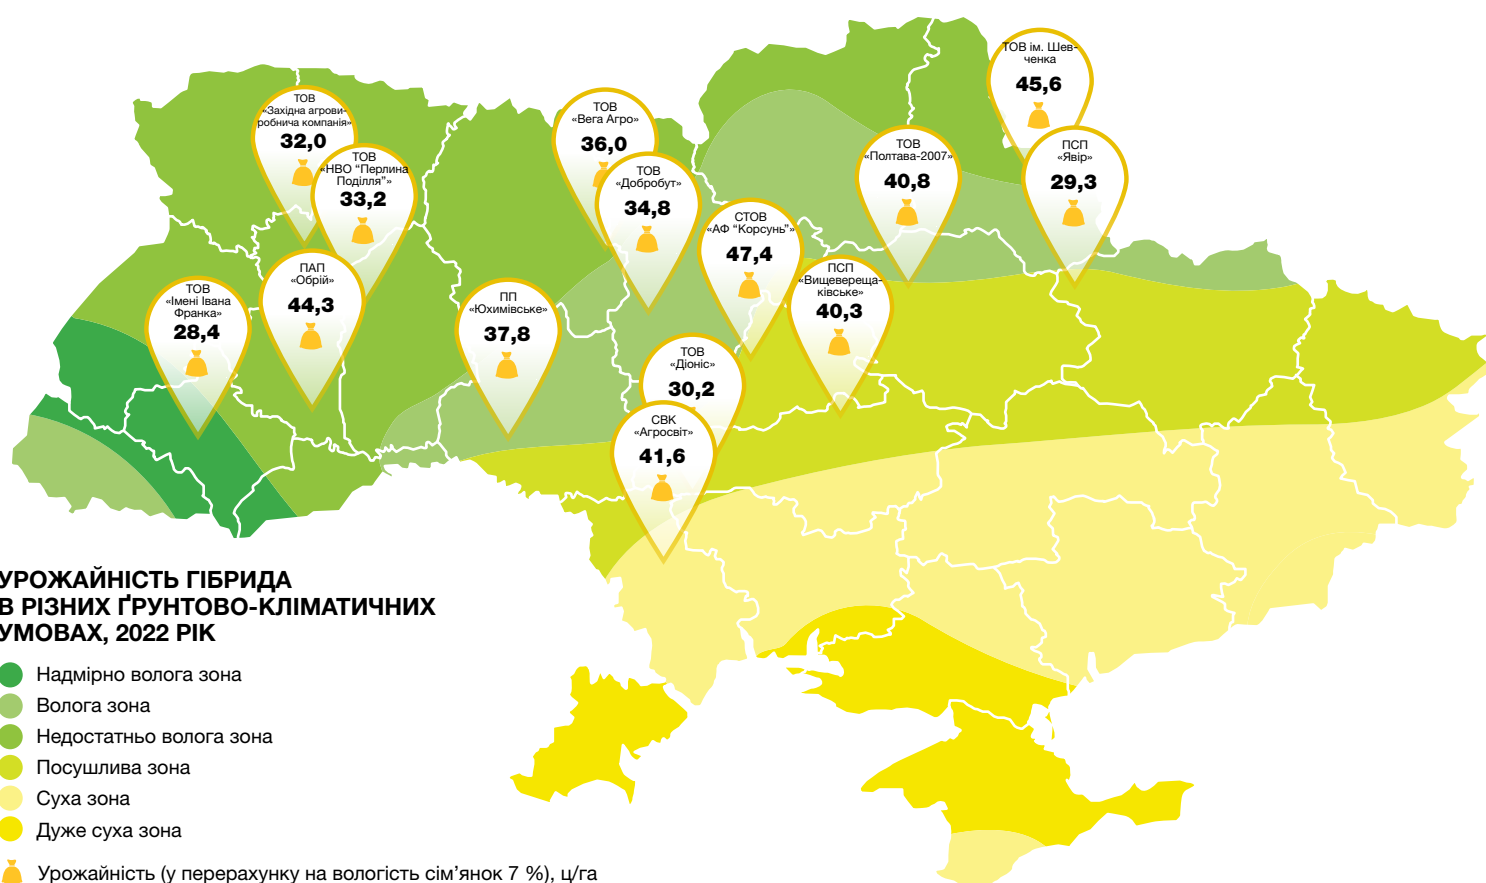 ТОВ ім. Шев-
ченка
45,6
ТОВ
«Західна агрови-
робнича компанія»
32,0
ТОВ
«Вега Агро»
36,0
ТОВ
«Полтава-2007»
40,8
ПСП
«Явір»
29,3
ТОВ
«НВО “Перлина
Поділля”»
33,2
ТОВ
«Добробут»
34,8
СТОВ
«АФ “Корсунь”»
47,4
ПАП
«Обрій»
44,3
ПСП
«Вищевереща-
ківське»
40,3
ТОВ
«Імені Івана
Франка»
28,4
ПП
«Юхимівське»
37,8
ТОВ
«Діоніс»
30,2
СВК
«Агросвіт»
41,6
УРОЖАЙНІСТЬ ГІБРИДА
В РІЗНИХ ҐРУНТОВО-КЛІМАТИЧНИХ
УМОВАХ, 2022 РІК
Надмірно волога зона
Волога зона
Недостатньо волога зона
Посушлива зона
Суха зона
Дуже суха зона
Урожайність (у перерахунку на вологість сім’янок 7 %), ц/га